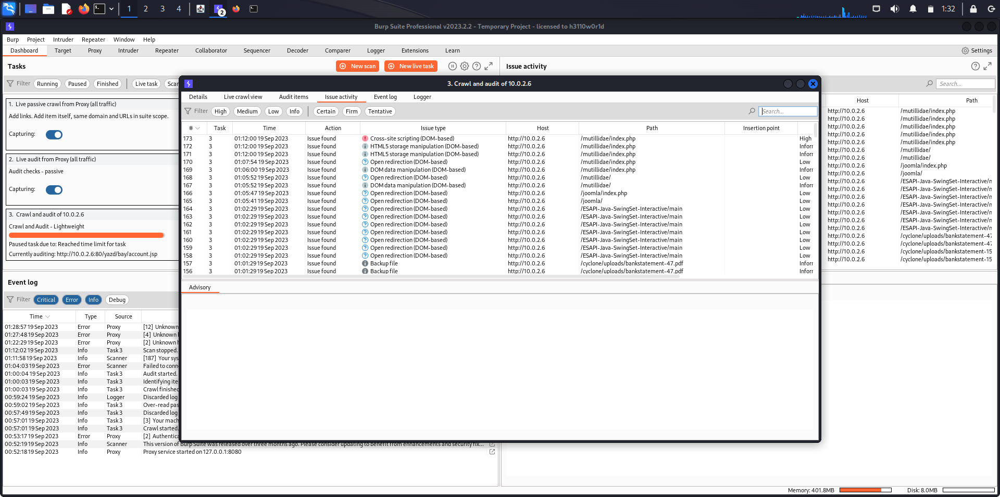 1 2 3 4 2 1:32
Burp Suite Professional v2023.2.2 - Temporary Project - licensed to h3110w0r1d
Burp Project Intruder Repeater Window Help
Dashboard Target Proxy Intruder Repeater Collaborator Sequencer Decoder Comparer Logger Extensions Learn Settings
Tasks New scan New live task
Filter Running Paused Finished Live task Scan
1. Live passive crawl from Proxy (all traffic)
Add links. Add item itself, same domain and URLs in suite scope.
Capturing:
2. Live audit from Proxy (all traffic)
Audit checks - passive
Capturing:
3. Crawl and audit of 10.0.2.6
Crawl and Audit - Lightweight
Paused task due to: Reached time limit for task
Currently auditing: http://10.0.2.6:80/yazd/bay/account.jsp
Event log
Filter Critical Error Info Debug
Time Type Source
01:28:57 19 Sep 2023 Error Proxy [12] Unknown
01:27:48 19 Sep 2023 Error Proxy [4] Unknown
01:22:29 19 Sep 2023 Error Proxy [2] Unknown
01:12:02 19 Sep 2023 Info Task 3 Scan stopped.
01:11:58 19 Sep 2023 Info Scanner [187] Your sys
01:04:03 19 Sep 2023 Error Scanner Failed to conn
01:00:04 19 Sep 2023 Info Task 3 Audit started.
01:00:03 19 Sep 2023 Info Task 3 Identifying ite
01:00:03 19 Sep 2023 Info Task 3 Crawl finished
00:59:24 19 Sep 2023 Info Logger Discarded log
00:59:02 19 Sep 2023 Info Task 3 Over-read pas
00:57:49 19 Sep 2023 Info Task 3 Discarded log
00:57:01 19 Sep 2023 Info Task 3 [3] Your mach
00:57:01 19 Sep 2023 Info Task 3 Crawl started.
00:53:17 19 Sep 2023 Error Proxy [2] Authentica
00:52:19 19 Sep 2023 Info Scanner This version of Burp Suite was released over three months ago. Please consider updating to benefit from enhancements and security fix...
00:52:18 19 Sep 2023 Info Proxy Proxy service started on 127.0.0.1:8080
3. Crawl and audit of 10.0.2.6
Details Live crawl view Audit items Issue activity Event log Logger
Filter High Medium Low Info Certain Firm Tentative Search...
# Task Time Action Issue type Host Path Insertion point
173 3 01:12:00 19 Sep 2023 Issue found Cross-site scripting (DOM-based) http://10.0.2.6 /mutillidae/index.php High
172 3 01:12:00 19 Sep 2023 Issue found HTML5 storage manipulation (DOM-based) http://10.0.2.6 /mutillidae/index.php Inforr
171 3 01:12:00 19 Sep 2023 Issue found HTML5 storage manipulation (DOM-based) http://10.0.2.6 /mutillidae/index.php Inforr
170 3 01:07:54 19 Sep 2023 Issue found Open redirection (DOM-based) http://10.0.2.6 /mutillidae/index.php Low
169 3 01:06:00 19 Sep 2023 Issue found DOM data manipulation (DOM-based) http://10.0.2.6 /mutillidae/index.php Inforr
168 3 01:05:52 19 Sep 2023 Issue found Open redirection (DOM-based) http://10.0.2.6 /mutillidae/ Low
167 3 01:05:52 19 Sep 2023 Issue found DOM data manipulation (DOM-based) http://10.0.2.6 /mutillidae/ Inforr
166 3 01:05:47 19 Sep 2023 Issue found Open redirection (DOM-based) http://10.0.2.6 /joomla/index.php Low
165 3 01:05:41 19 Sep 2023 Issue found Open redirection (DOM-based) http://10.0.2.6 /joomla/ Low
164 3 01:02:29 19 Sep 2023 Issue found Open redirection (DOM-based) http://10.0.2.6 /ESAPI-Java-SwingSet-Interactive/main Low
163 3 01:02:29 19 Sep 2023 Issue found Open redirection (DOM-based) http://10.0.2.6 /ESAPI-Java-SwingSet-Interactive/main Low
162 3 01:02:29 19 Sep 2023 Issue found Open redirection (DOM-based) http://10.0.2.6 /ESAPI-Java-SwingSet-Interactive/main Low
161 3 01:02:29 19 Sep 2023 Issue found Open redirection (DOM-based) http://10.0.2.6 /ESAPI-Java-SwingSet-Interactive/main Low
160 3 01:02:29 19 Sep 2023 Issue found Open redirection (DOM-based) http://10.0.2.6 /ESAPI-Java-SwingSet-Interactive/main Low
159 3 01:02:29 19 Sep 2023 Issue found Open redirection (DOM-based) http://10.0.2.6 /ESAPI-Java-SwingSet-Interactive/main Low
158 3 01:02:29 19 Sep 2023 Issue found Open redirection (DOM-based) http://10.0.2.6 /ESAPI-Java-SwingSet-Interactive/main Low
157 3 01:01:29 19 Sep 2023 Issue found Backup file http://10.0.2.6 /cyclone/uploads/bankstatement-47.pdf Inforr
156 3 01:01:29 19 Sep 2023 Issue found Backup file http://10.0.2.6 /cyclone/uploads/bankstatement-47.pdf Inforr
Advisory
Issue activity
Search...
Host Path
http://10.0.2.6 /mutillidae/index.php
http://10.0.2.6 /mutillidae/index.php
http://10.0.2.6 /mutillidae/index.php
http://10.0.2.6 /mutillidae/index.php
http://10.0.2.6 /mutillidae/index.php
http://10.0.2.6 /mutillidae/
http://10.0.2.6 /mutillidae/
http://10.0.2.6 /joomla/index.php
http://10.0.2.6 /joomla/
http://10.0.2.6 /ESAPI-Java-SwingSet-Interactive/n
http://10.0.2.6 /ESAPI-Java-SwingSet-Interactive/n
http://10.0.2.6 /ESAPI-Java-SwingSet-Interactive/n
http://10.0.2.6 /ESAPI-Java-SwingSet-Interactive/n
http://10.0.2.6 /ESAPI-Java-SwingSet-Interactive/n
http://10.0.2.6 /ESAPI-Java-SwingSet-Interactive/n
http://10.0.2.6 /ESAPI-Java-SwingSet-Interactive/n
http://10.0.2.6 /cyclone/uploads/bankstatement-47
http://10.0.2.6 /cyclone/uploads/bankstatement-47
http://10.0.2.6 /cyclone/uploads/bankstatement-15
http://10.0.2.6 /cyclone/uploads/bankstatement-15
Memory: 401.8MB Disk: 8.0MB